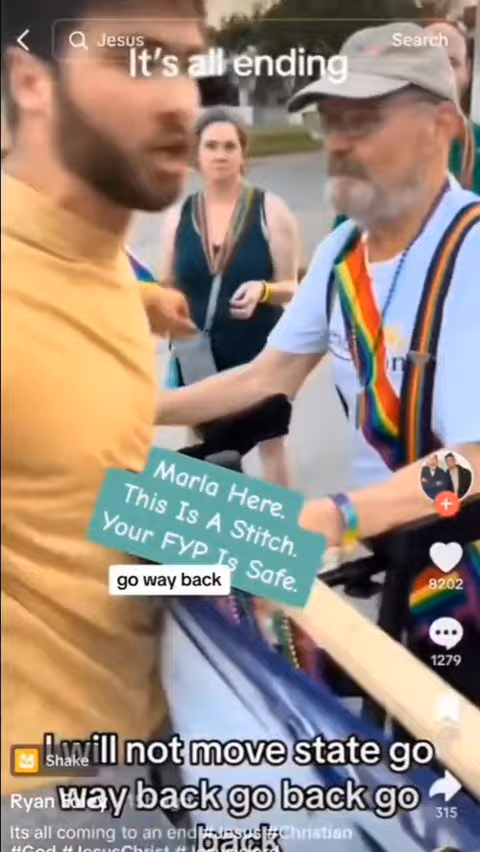 Jesus
Search
It's all ending
Marla Here.
This Is A Stitch.
Your FYP Is Safe.
go way back
8202
1279
I will not move state go
way back go back go
back
Shake
Ryan
315
Its all coming to an end #Jesus #Christian
#God #JesusChrist